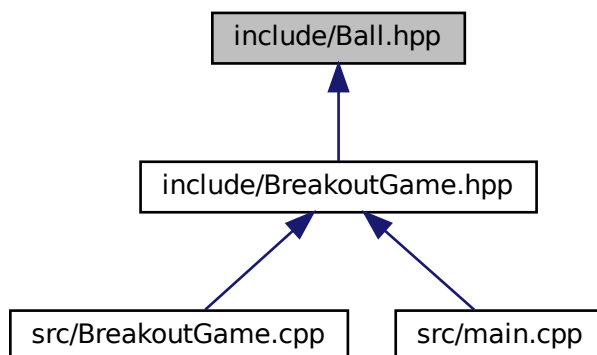 include/Ball.hpp
include/BreakoutGame.hpp
src/BreakoutGame.cpp
src/main.cpp